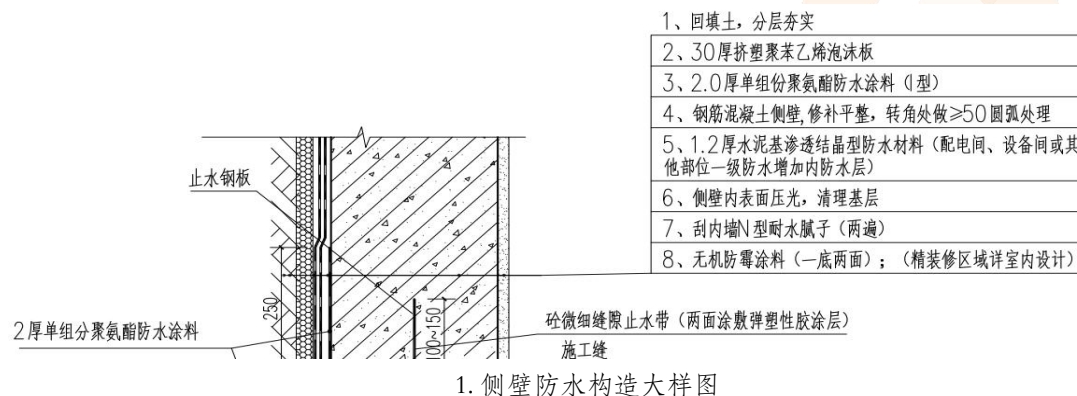 1、回填土，分层夯实
2、30厚挤塑聚苯乙烯泡沫板
3、2.0厚单组份聚氨酯防水涂料（I型）
4、钢筋混凝土侧壁,修补平整，转角处做≥50圆弧处理
5、1.2厚水泥基渗透结晶型防水材料（配电间、设备间或其
他部位一级防水增加内防水层）
6、侧壁内表面压光，清理基层
7、刮内墙N型耐水腻子（两遍）
8、无机防霉涂料（一底两面）；（精装修区域详室内设计）
止水钢板
250
100~150
2厚单组分聚氨酯防水涂料
砼微细缝隙止水带（两面涂敷弹塑性胶涂层）
施工缝
1.侧壁防水构造大样图